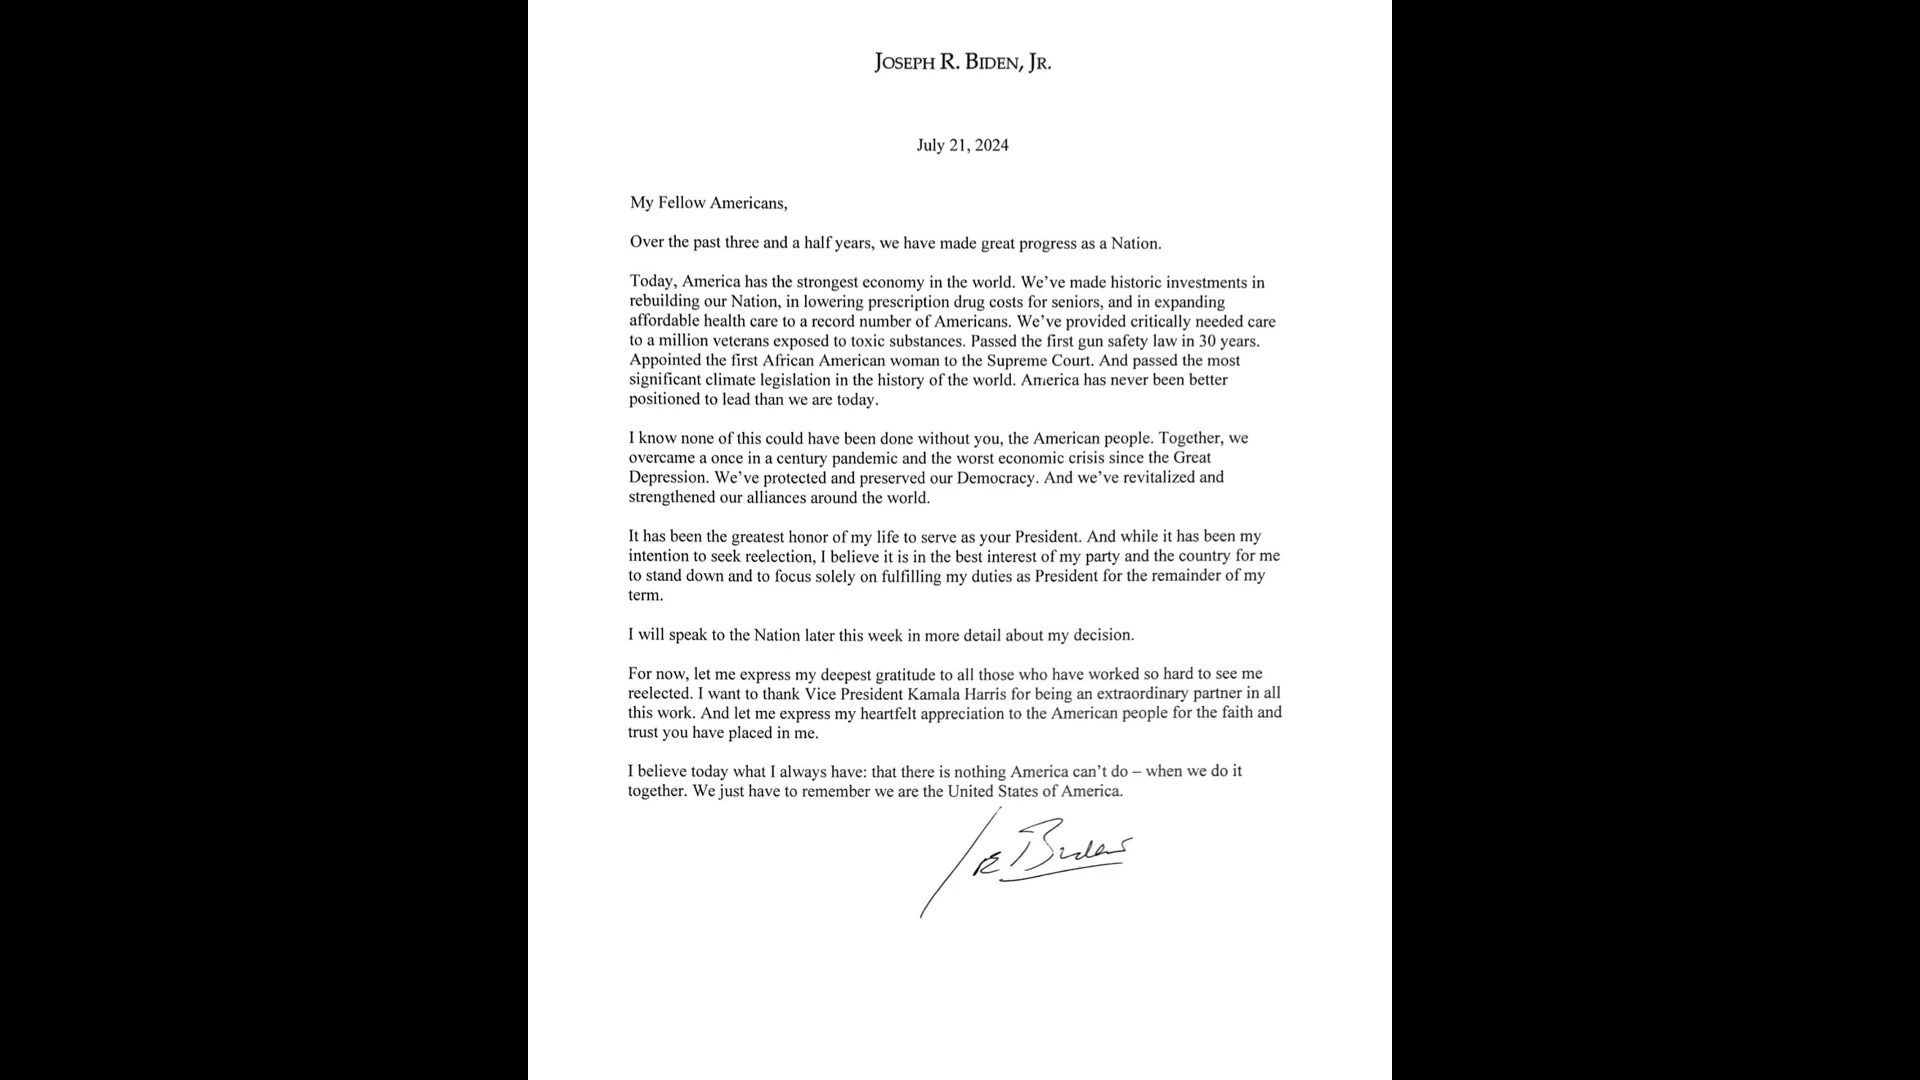 JOSEPH R. BIDEN, JR.
July 21, 2024
My Fellow Americans,
Over the past three and a half years, we have made great progress as a Nation.
Today, America has the strongest economy in the world. We’ve made historic investments in
rebuilding our Nation, in lowering prescription drug costs for seniors, and in expanding
affordable health care to a record number of Americans. We’ve provided critically needed care
to a million veterans exposed to toxic substances. Passed the first gun safety law in 30 years.
Appointed the first African American woman to the Supreme Court. And passed the most
significant climate legislation in the history of the world. America has never been better
positioned to lead than we are today.
I know none of this could have been done without you, the American people. Together, we
overcame a once in a century pandemic and the worst economic crisis since the Great
Depression. We’ve protected and preserved our Democracy. And we’ve revitalized and
strengthened our alliances around the world.
It has been the greatest honor of my life to serve as your President. And while it has been my
intention to seek reelection, I believe it is in the best interest of my party and the country for me
to stand down and to focus solely on fulfilling my duties as President for the remainder of my
term.
I will speak to the Nation later this week in more detail about my decision.
For now, let me express my deepest gratitude to all those who have worked so hard to see me
reelected. I want to thank Vice President Kamala Harris for being an extraordinary partner in all
this work. And let me express my heartfelt appreciation to the American people for the faith and
trust you have placed in me.
I believe today what I always have: that there is nothing America can’t do – when we do it
together. We just have to remember we are the United States of America.
Joe Biden